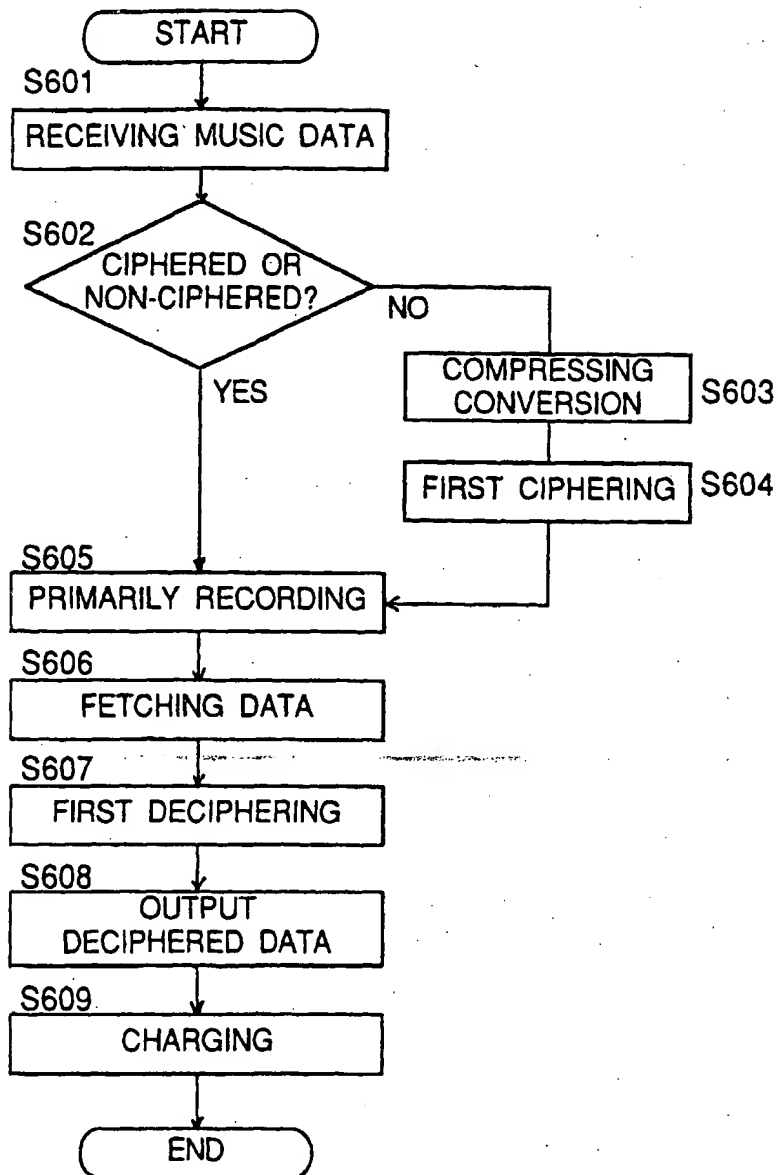 START
S601
RECEIVING MUSIC DATA
S602
CIPHERED OR
NON-CIPHERED?
NO
YES
COMPRESSING
CONVERSION
S603
FIRST CIPHERING
S604
S605
PRIMARILY RECORDING
S606
FETCHING DATA
S607
FIRST DECIPHERING
S608
OUTPUT
DECIPHERED DATA
S609
CHARGING
END